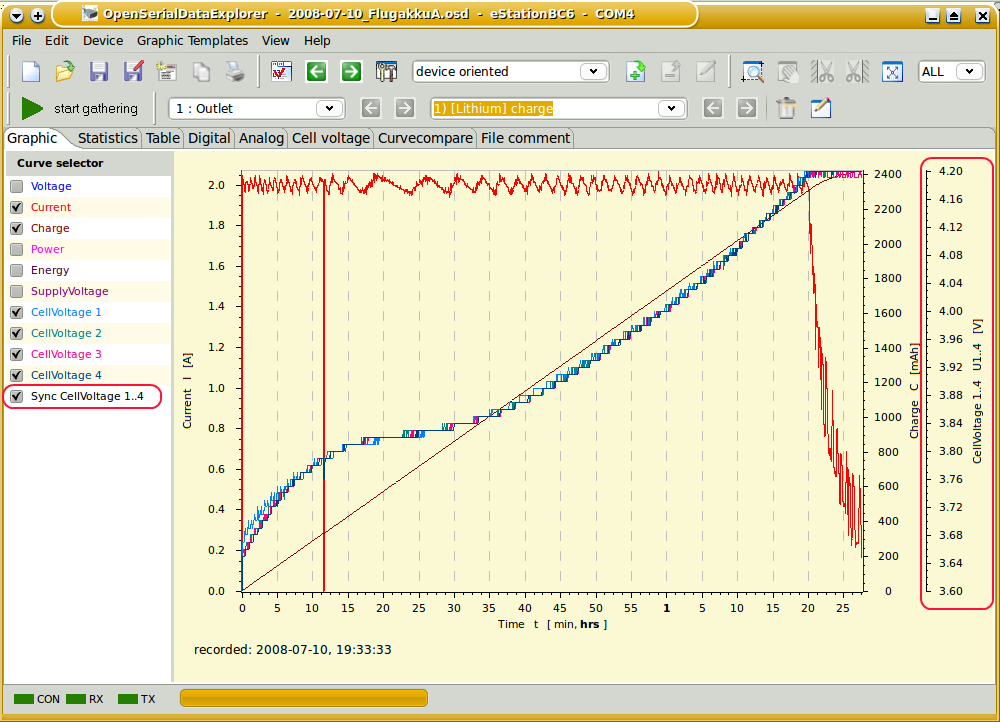 OpenSerialDataExplorer - 2008-07-10_FlugakkuA.osd - eStationBC6 - COM4
File Edit Device Graphic Templates View Help
device oriented
ALL
start gathering
1 : Outlet
1) [Lithium] charge
Graphic Statistics Table Digital Analog Cell voltage Curvecompare File comment
Curve selector
Voltage
Current
Charge
Power
Energy
SupplyVoltage
CellVoltage 1
CellVoltage 2
CellVoltage 3
CellVoltage 4
Sync CellVoltage 1..4
Current I [A]
2.0
1.8
1.6
1.4
1.2
1.0
0.8
0.6
0.4
0.2
0.0
2400
2200
2000
1800
1600
1400
1200
1000
800
600
400
200
0
Charge C [mAh]
4.20
4.16
4.12
4.08
4.04
4.00
3.96
3.92
3.88
3.84
3.80
3.76
3.72
3.68
3.64
3.60
CellVoltage 1..4 U1..4 [V]
0 5 10 15 20 25 30 35 40 45 50 55 1 5 10 15 20 25
Time t [ min, hrs ]
recorded: 2008-07-10, 19:33:33
CON RX TX